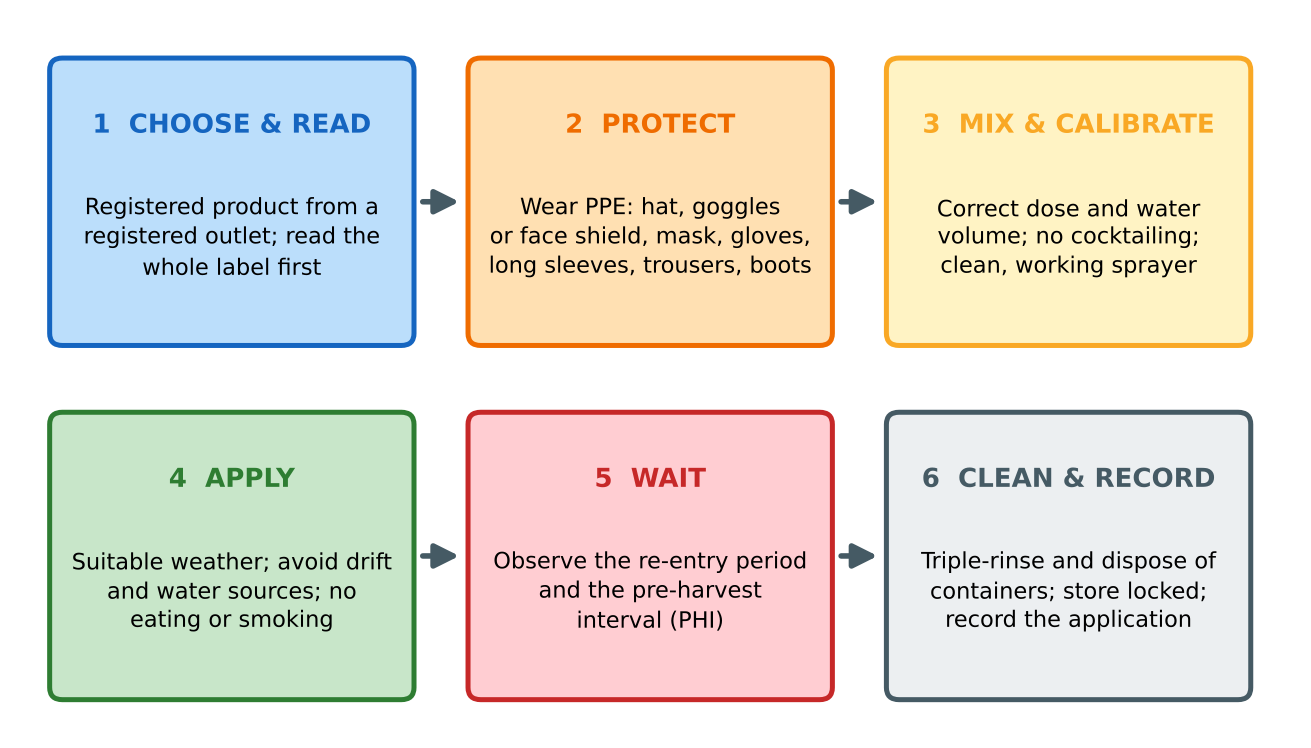 1 CHOOSE & READ
Registered product from a
registered outlet; read the
whole label first
2 PROTECT
Wear PPE: hat, goggles
or face shield, mask, gloves,
long sleeves, trousers, boots
3 MIX & CALIBRATE
Correct dose and water
volume; no cocktailing;
clean, working sprayer
4 APPLY
Suitable weather; avoid drift
and water sources; no
eating or smoking
5 WAIT
Observe the re-entry period
and the pre-harvest
interval (PHI)
6 CLEAN & RECORD
Triple-rinse and dispose of
containers; store locked;
record the application